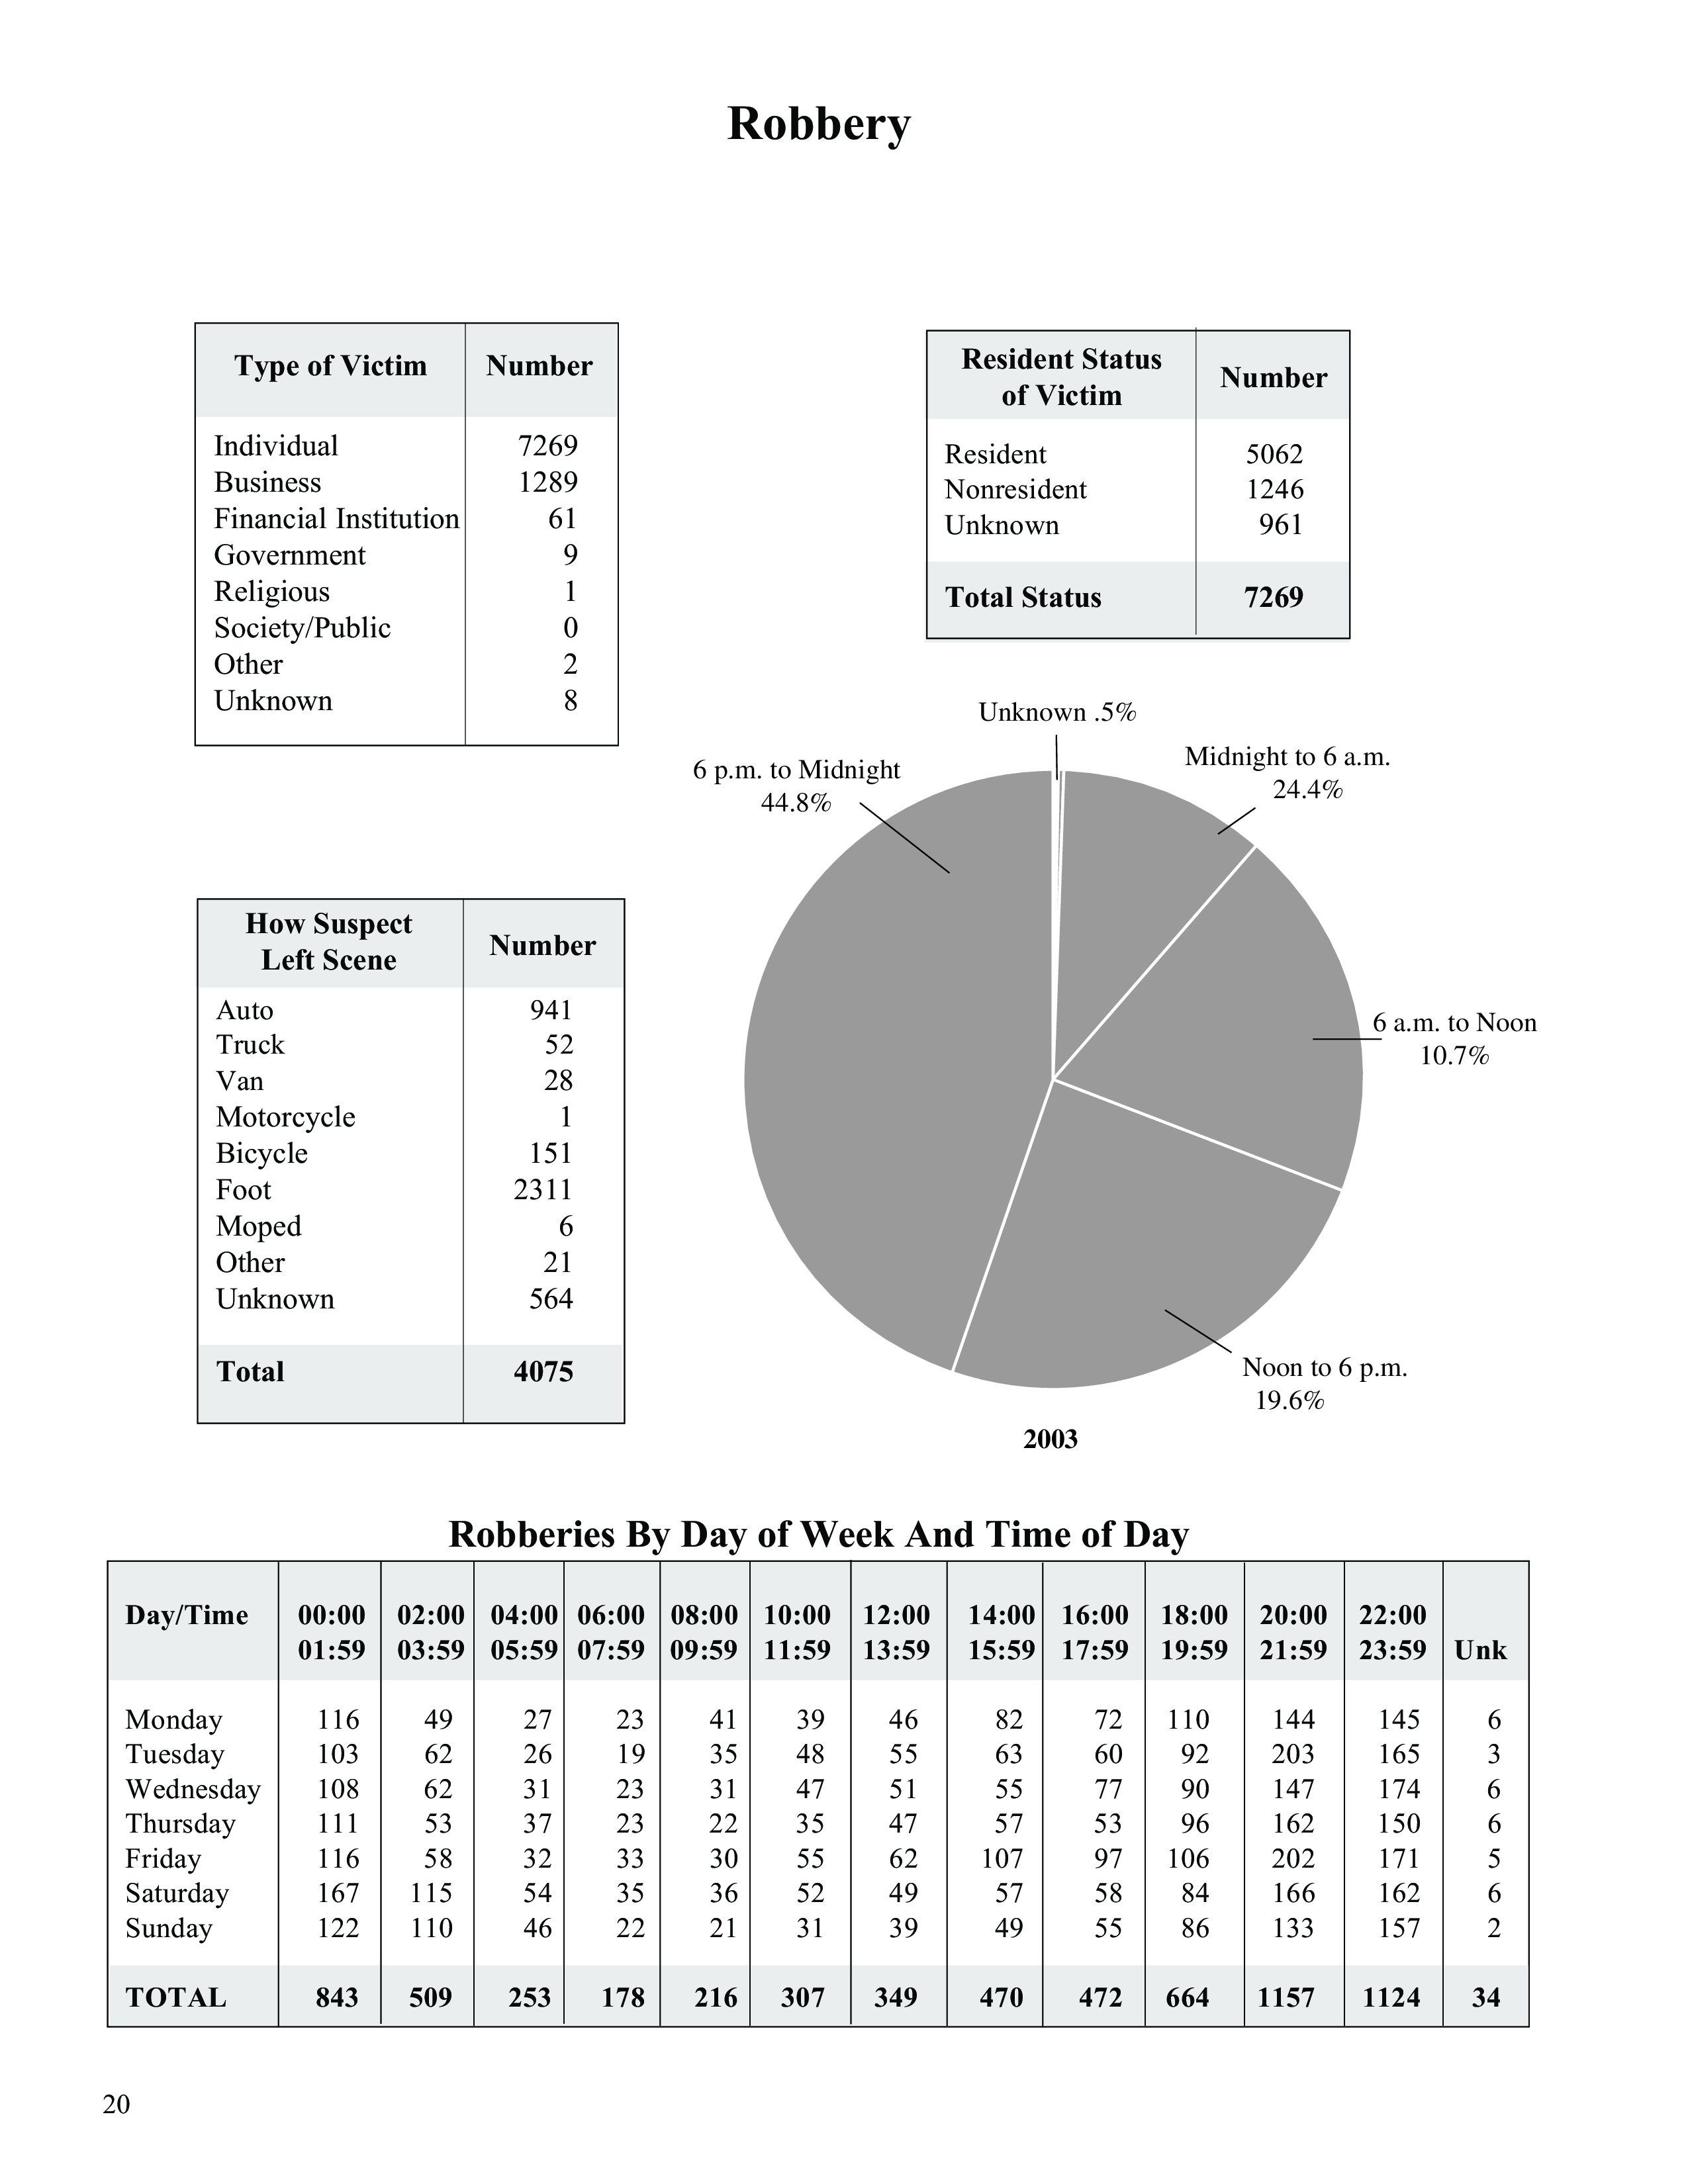 Robbery
Type of Victim Number
Individual 7269
Business 1289
Financial Institution 61
Government 9
Religious 1
Society/Public 0
Other 2
Unknown 8
Resident Status
of Victim
Number
Resident 5062
Nonresident 1246
Unknown 961
Total Status 7269
How Suspect
Left Scene
Number
Auto 941
Truck 52
Van 28
Motorcycle 1
Bicycle 151
Foot 2311
Moped 6
Other 21
Unknown 564
Total 4075
Unknown .5%
Midnight to 6 a.m.
24.4%
6 p.m. to Midnight
44.8%
6 a.m. to Noon
10.7%
Noon to 6 p.m.
19.6%
2003
Robberies By Day of Week And Time of Day
Day/Time 00:00 02:00 04:00 06:00 08:00 10:00 12:00 14:00 16:00 18:00 20:00 22:00
01:59 03:59 05:59 07:59 09:59 11:59 13:59 15:59 17:59 19:59 21:59 23:59 Unk
Monday 116 49 27 23 41 39 46 82 72 110 144 145 6
Tuesday 103 62 26 19 35 48 55 63 60 92 203 165 3
Wednesday 108 62 31 23 31 47 51 55 77 90 147 174 6
Thursday 111 53 37 23 22 35 47 57 53 96 162 150 6
Friday 116 58 32 33 30 55 62 107 97 106 202 171 5
Saturday 167 115 54 35 36 52 49 57 58 84 166 162 6
Sunday 122 110 46 22 21 31 39 49 55 86 133 157 2
TOTAL 843 509 253 178 216 307 349 470 472 664 1157 1124 34
20